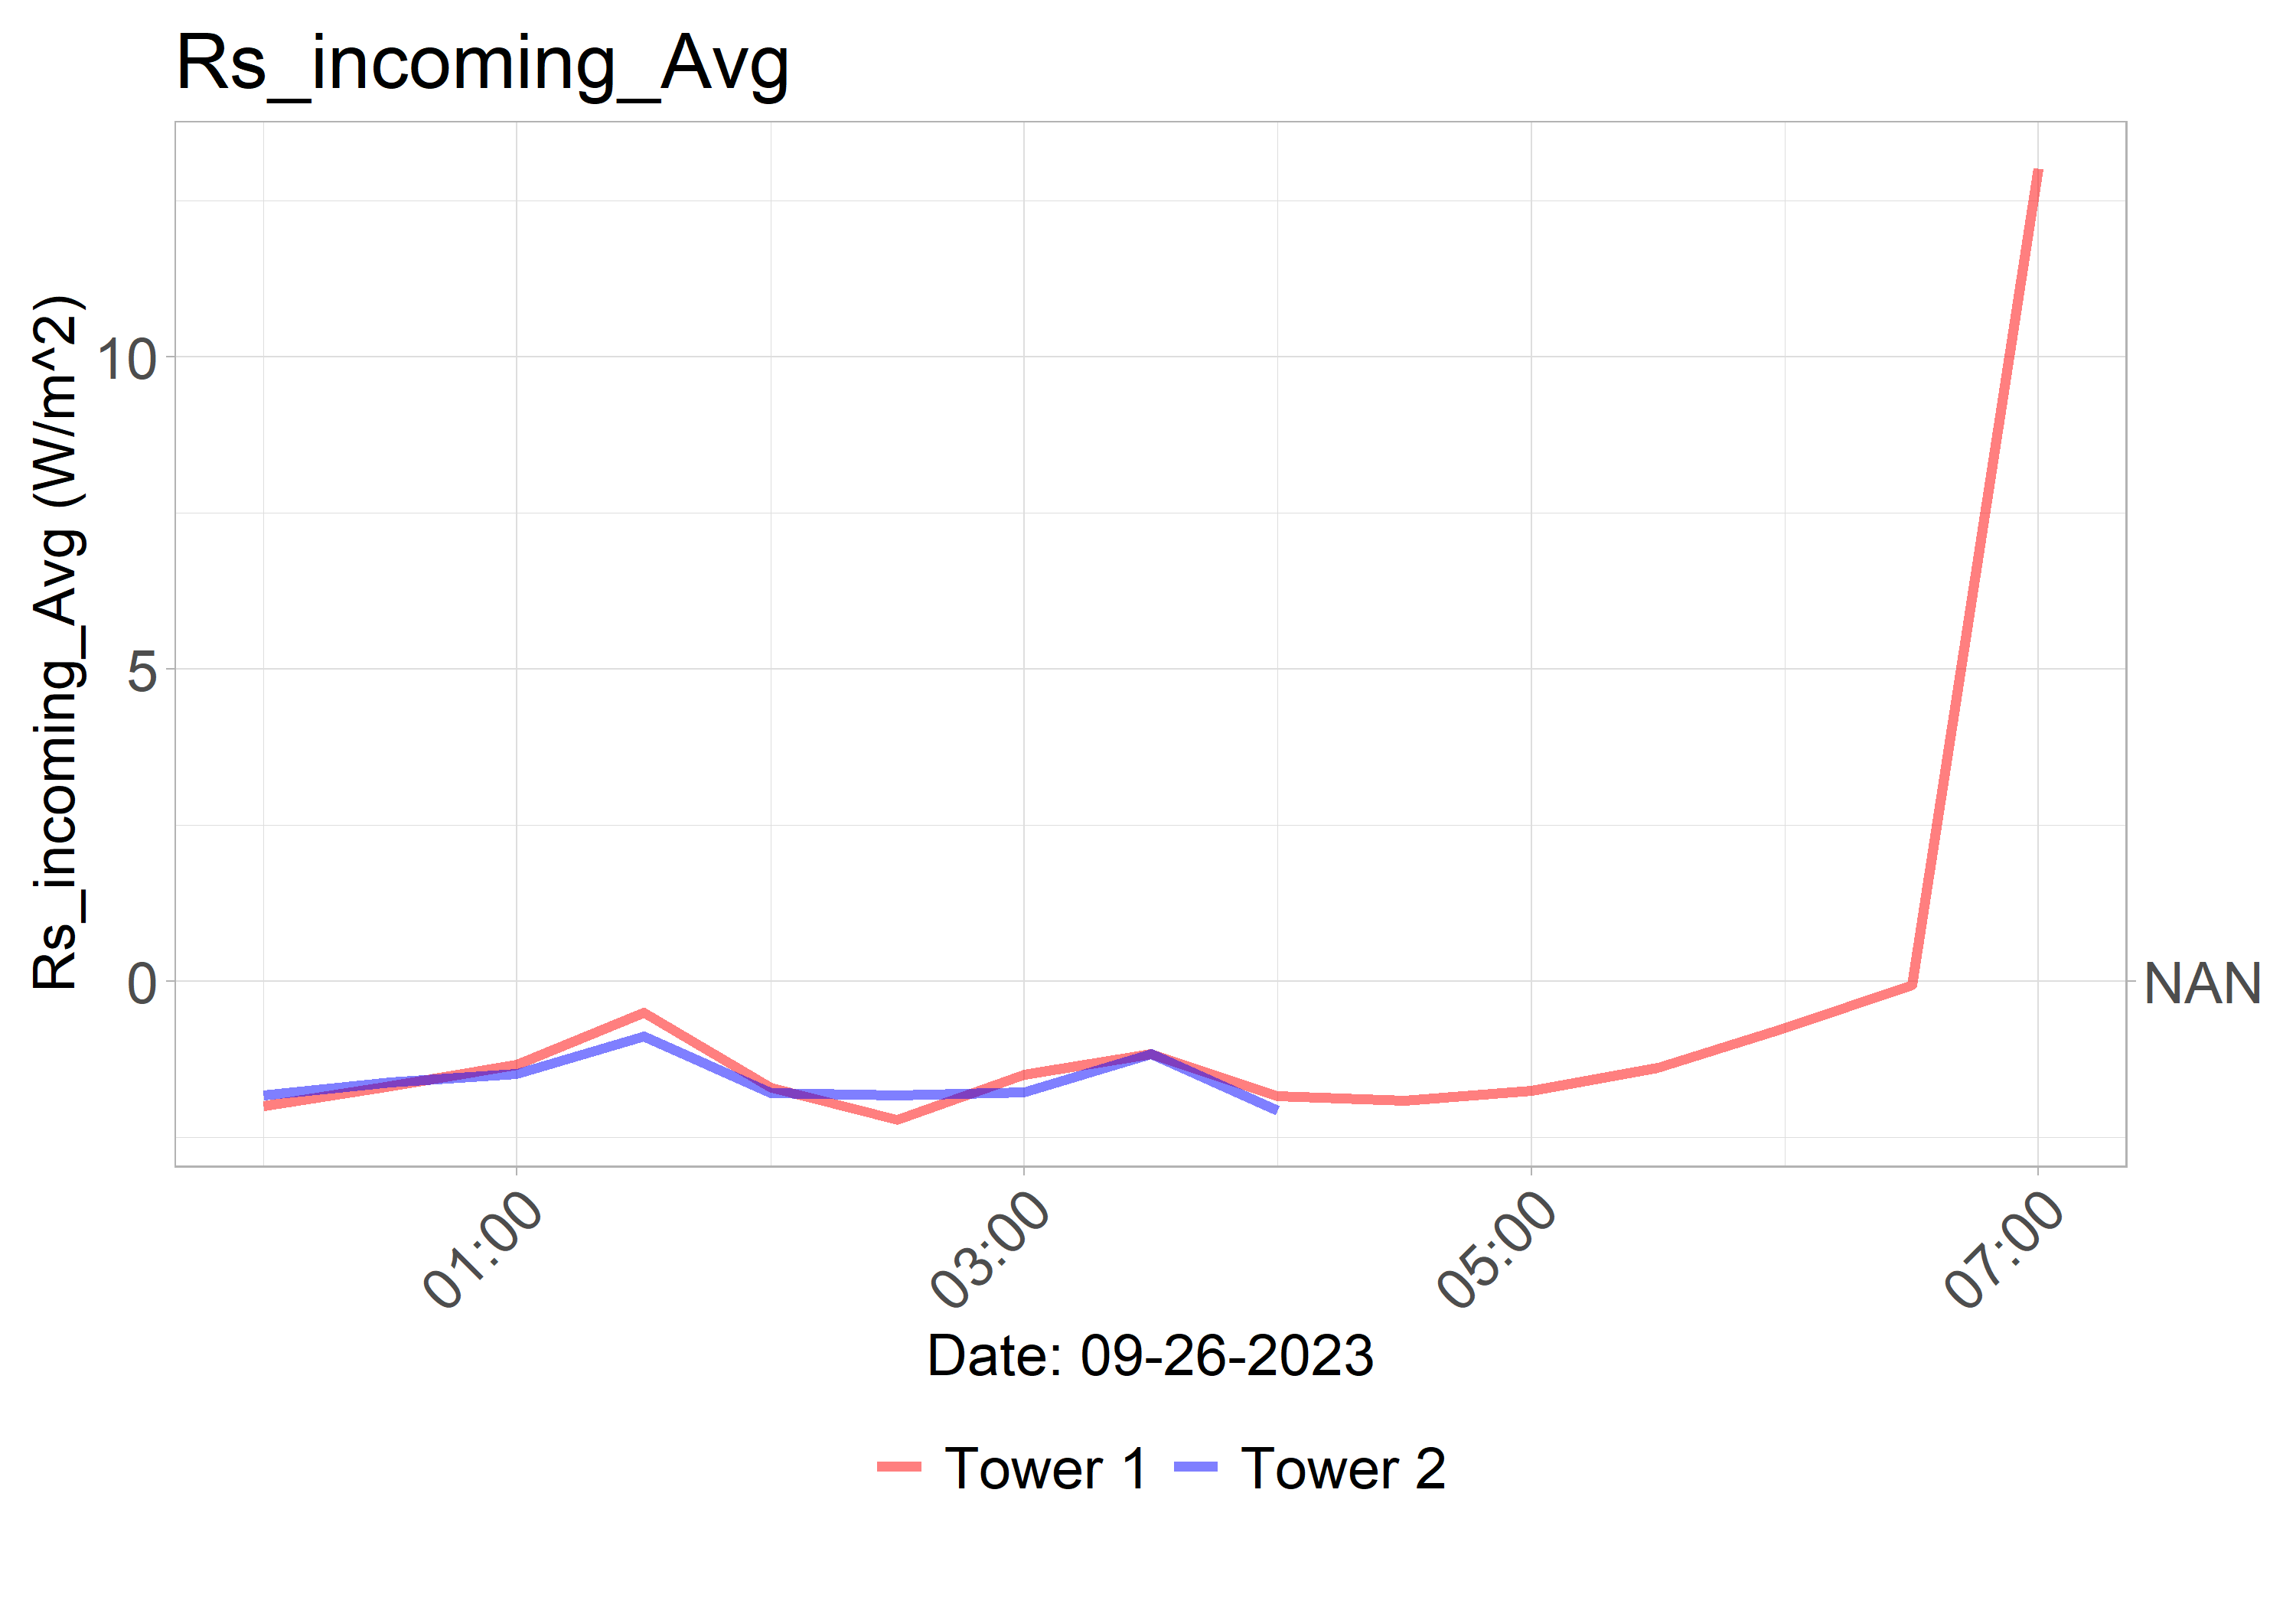 Rs_incoming_Avg
Rs_incoming_Avg (W/m^2)
10
5
0
NAN
01:00
03:00
05:00
07:00
Date: 09-26-2023
Tower 1
Tower 2